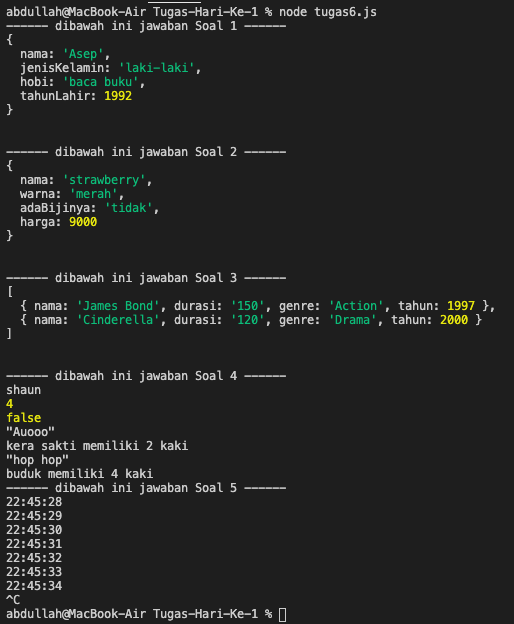 abdullah@MacBook-Air Tugas-Hari-Ke-1 % node tugas6.js
------ dibawah ini jawaban Soal 1 ------
{
  nama: 'Asep',
  jenisKelamin: 'laki-laki',
  hobi: 'baca buku',
  tahunLahir: 1992
}
------ dibawah ini jawaban Soal 2 ------
{
  nama: 'strawberry',
  warna: 'merah',
  adaBijinya: 'tidak',
  harga: 9000
}
------ dibawah ini jawaban Soal 3 ------
[
  { nama: 'James Bond', durasi: '150', genre: 'Action', tahun: 1997 },
  { nama: 'Cinderella', durasi: '120', genre: 'Drama', tahun: 2000 }
]
------ dibawah ini jawaban Soal 4 ------
shaun
4
false
"Auooo"
kera sakti memiliki 2 kaki
"hop hop"
buduk memiliki 4 kaki
------ dibawah ini jawaban Soal 5 ------
22:45:28
22:45:29
22:45:30
22:45:31
22:45:32
22:45:33
22:45:34
^C
abdullah@MacBook-Air Tugas-Hari-Ke-1 %